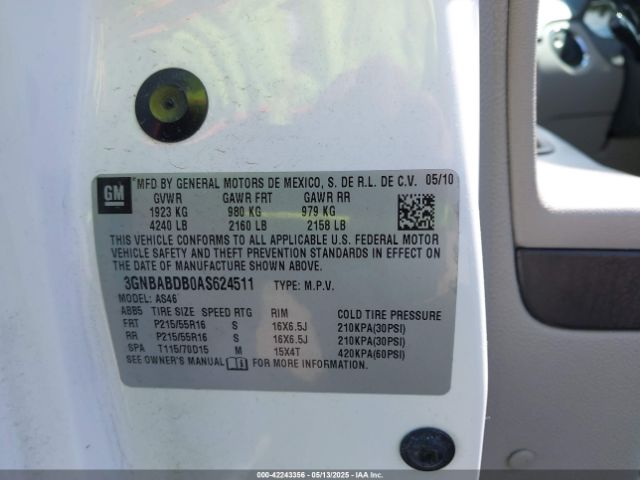 GM
*MFD BY GENERAL MOTORS DE MEXICO, S. DE R.L. DE C.V. 05/10
GVWR GAWR FRT GAWR RR
1923 KG 980 KG 979 KG
4240 LB 2160 LB 2158 LB
THIS VEHICLE CONFORMS TO ALL APPLICABLE U.S. FEDERAL MOTOR
VEHICLE SAFETY AND THEFT PREVENTION STANDARDS IN EFFECT ON
THE DATE OF MANUFACTURE SHOWN ABOVE.
3GNBABDB0AS624511 TYPE: M.P.V.
MODEL: AS46
ABB5 TIRE SIZE SPEED RTG RIM COLD TIRE PRESSURE
FRT P215/55R16 S 16X6.5J 210KPA(30PSI)
RR P215/55R16 S 16X6.5J 210KPA(30PSI)
SPA T115/70D15 M 15X4T 420KPA(60PSI)
SEE OWNER'S MANUAL FOR MORE INFORMATION
000-42243356 - 05/13/2025 - IAA Inc.